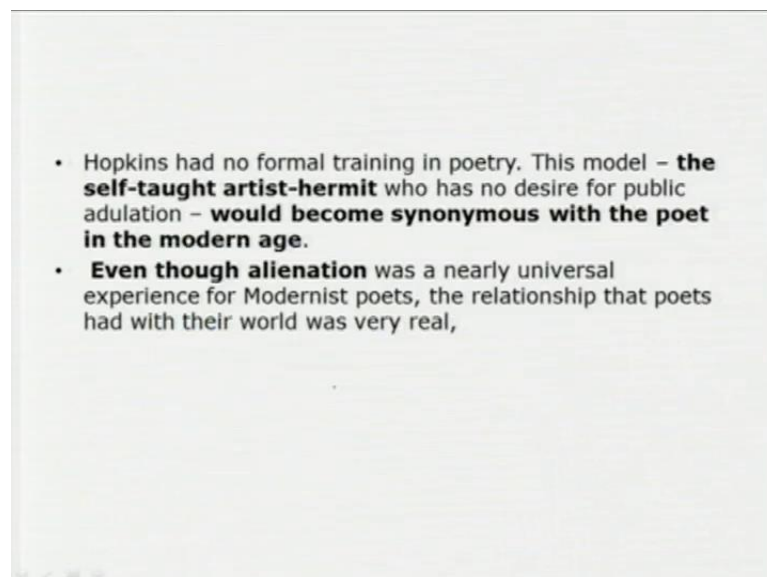 • Hopkins had no formal training in poetry. This model – the
self-taught artist-hermit who has no desire for public
adulation – would become synonymous with the poet
in the modern age.
• Even though alienation was a nearly universal
experience for Modernist poets, the relationship that poets
had with their world was very real,